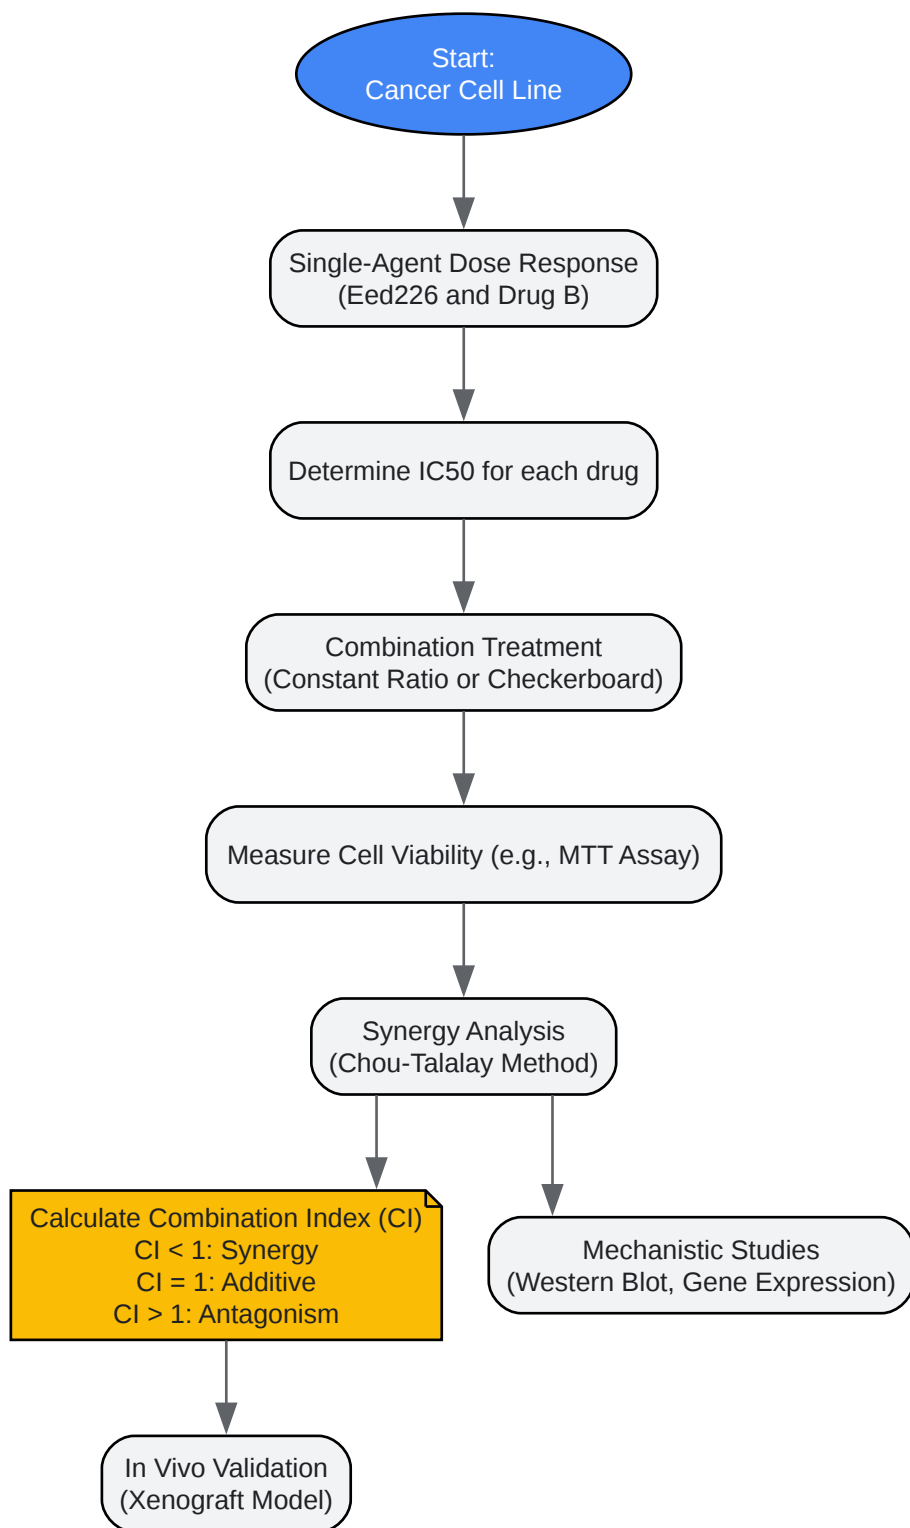 Start:
Cancer Cell Line
Single-Agent Dose Response
(Eed226 and Drug B)
Determine IC50 for each drug
Combination Treatment
(Constant Ratio or Checkerboard)
Measure Cell Viability (e.g., MTT Assay)
Synergy Analysis
(Chou-Talalay Method)
Calculate Combination Index (CI)
CI < 1: Synergy
CI = 1: Additive
CI > 1: Antagonism
Mechanistic Studies
(Western Blot, Gene Expression)
In Vivo Validation
(Xenograft Model)